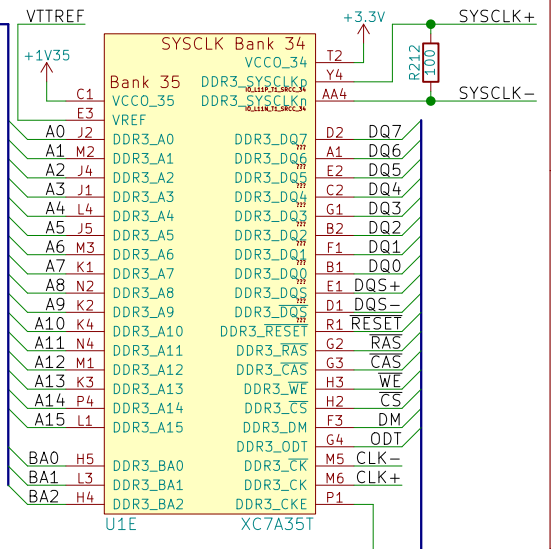 VTTREF
+3.3V
SYSCLK+
SYSCLK Bank 34
+1V35
VCCO_34 T2
R212 100
Bank 35
DDR3_SYSCLKp Y4
IO_L11P_T1_SRCC_34
C1 VCCO_35 DDR3_SYSCLKn AA4 SYSCLK-
IO_L11N_T1_SRCC_34
E3 VREF
A0 J2 DDR3_A0 DDR3_DQ7 D2 DQ7
???
A1 M2 DDR3_A1 DDR3_DQ6 A1 DQ6
???
A2 J4 DDR3_A2 DDR3_DQ5 E2 DQ5
???
A3 J1 DDR3_A3 DDR3_DQ4 C2 DQ4
???
A4 L4 DDR3_A4 DDR3_DQ3 G1 DQ3
???
A5 J5 DDR3_A5 DDR3_DQ2 B2 DQ2
???
A6 M3 DDR3_A6 DDR3_DQ1 F1 DQ1
???
A7 K1 DDR3_A7 DDR3_DQ0 B1 DQ0
???
A8 N2 DDR3_A8 DDR3_DQS E1 DQS+
???
A9 K2 DDR3_A9 DDR3_DQS D1 DQS-
???
A10 K4 DDR3_A10 DDR3_RESET R1 RESET
A11 N4 DDR3_A11 DDR3_RAS G2 RAS
A12 M1 DDR3_A12 DDR3_CAS G3 CAS
A13 K3 DDR3_A13 DDR3_WE H3 WE
A14 P4 DDR3_A14 DDR3_CS H2 CS
A15 L1 DDR3_A15 DDR3_DM F3 DM
DDR3_ODT G4 ODT
BA0 H5 DDR3_BA0 DDR3_CK M5 CLK-
BA1 L3 DDR3_BA1 DDR3_CK M6 CLK+
BA2 H4 DDR3_BA2 DDR3_CKE P1
U1E XC7A35T